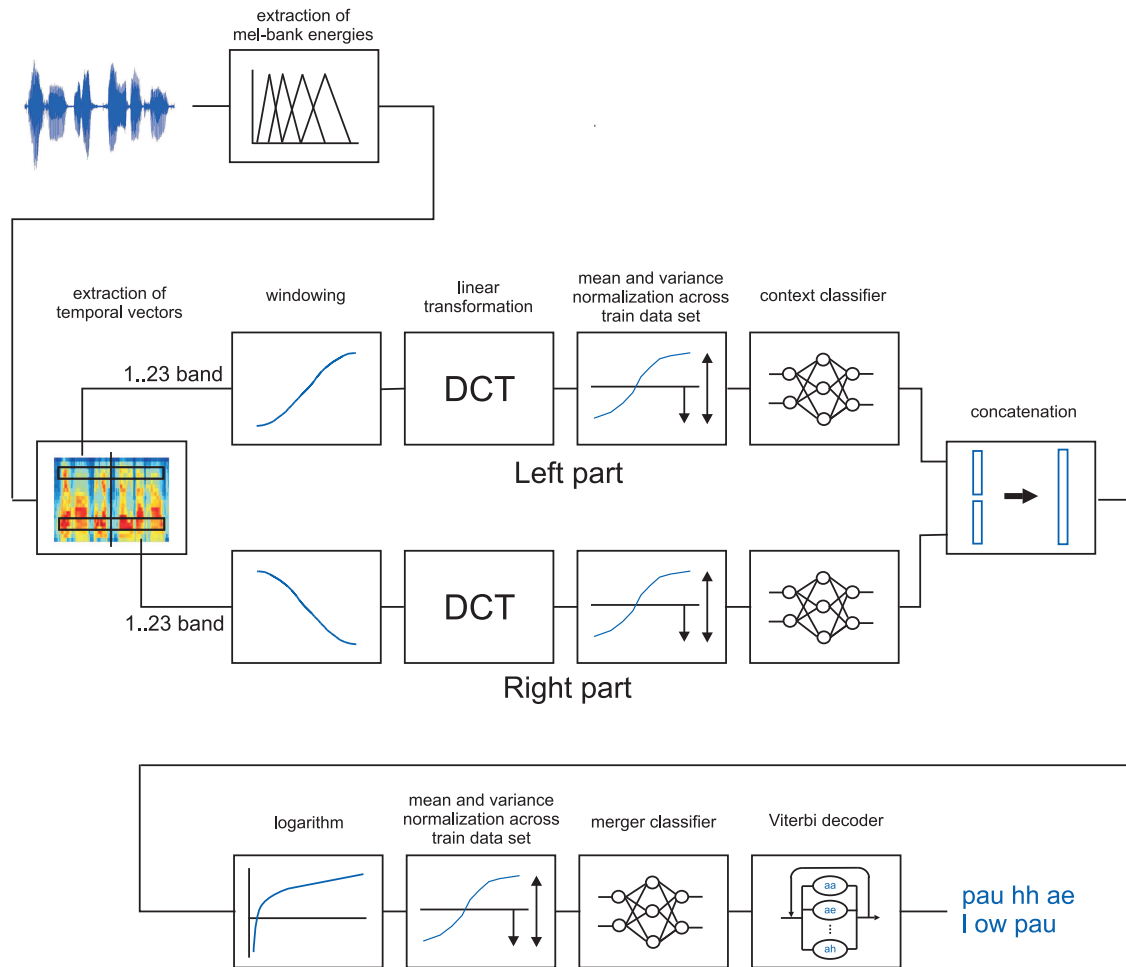 extraction of
mel-bank energies
extraction of
temporal vectors
windowing
linear
transformation
mean and variance
normalization across
train data set
context classifier
1..23 band
DCT
Left part
concatenation
1..23 band
DCT
Right part
logarithm
mean and variance
normalization across
train data set
merger classifier
Viterbi decoder
aa
ae
⋮
ah
pau hh ae
l ow pau